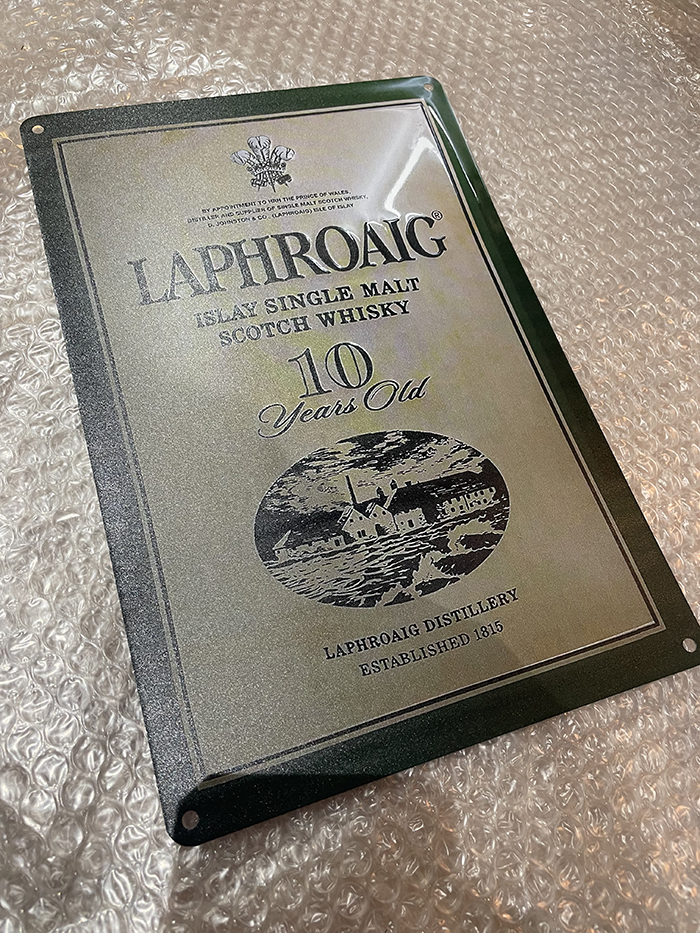 BY APPOINTMENT TO HRH THE PRINCE OF WALES,
DISTILLER AND SUPPLIER OF SINGLE MALT SCOTCH WHISKY,
D. JOHNSTON & CO. (LAPHROAIG) ISLE OF ISLAY
LAPHROAIG®
ISLAY SINGLE MALT
SCOTCH WHISKY
10
Years Old
LAPHROAIG DISTILLERY
ESTABLISHED 1815